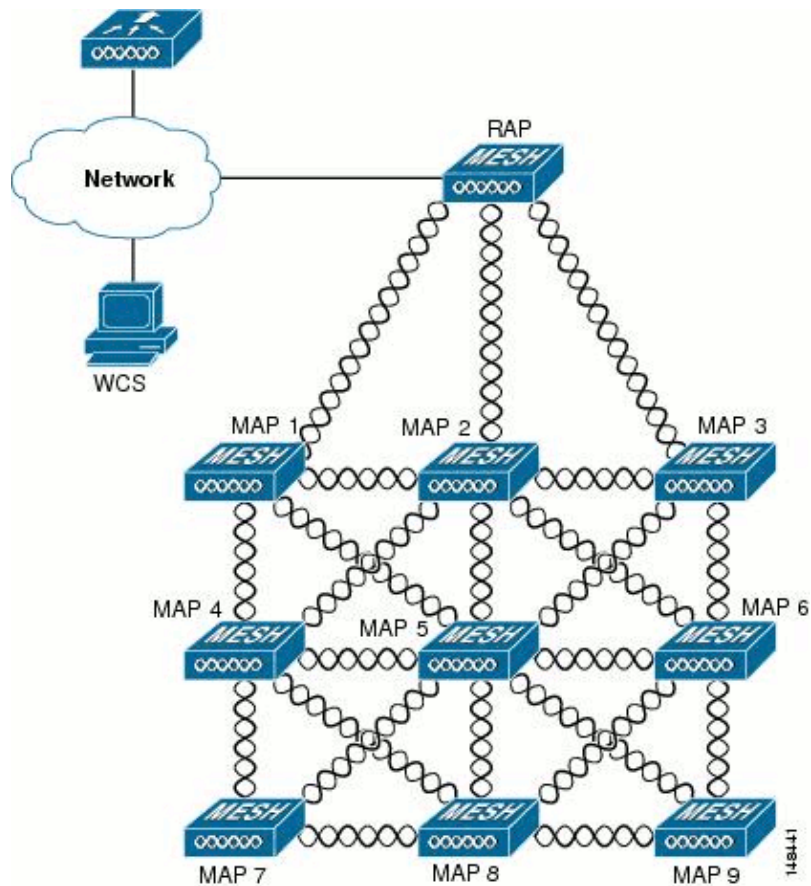 RAP
MESH
Network
WCS
MAP 1
MAP 2
MAP 3
MESH
MESH
MESH
MAP 4
MAP 5
MAP 6
MESH
MESH
MESH
MESH
MESH
MESH
MAP 7
MAP 8
MAP 9
148441